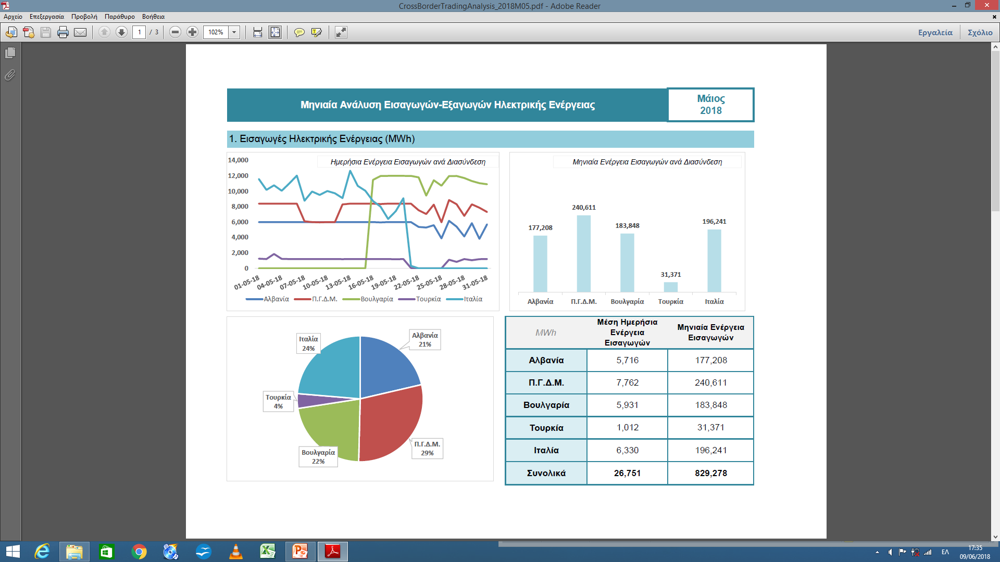 CrossBorderTradingAnalysis_2018M05.pdf - Adobe Reader
Αρχείο Επεξεργασία Προβολή Παράθυρο Βοήθεια
1 / 3 102% Εργαλεία Σχόλιο
Μηνιαία Ανάλυση Εισαγωγών-Εξαγωγών Ηλεκτρικής Ενέργειας
Μάιος
2018
1. Εισαγωγές Ηλεκτρικής Ενέργειας (MWh)
Ημερήσια Ενέργεια Εισαγωγών ανά Διασύνδεση
14,000
12,000
10,000
8,000
6,000
4,000
2,000
0
01-05-18 04-05-18 07-05-18 10-05-18 13-05-18 16-05-18 19-05-18 22-05-18 25-05-18 28-05-18 31-05-18
Αλβανία Π.Γ.Δ.Μ. Βουλγαρία Τουρκία Ιταλία
Μηνιαία Ενέργεια Εισαγωγών ανά Διασύνδεση
177,208 240,611 183,848 31,371 196,241
Αλβανία Π.Γ.Δ.Μ. Βουλγαρία Τουρκία Ιταλία
Αλβανία
21%
Π.Γ.Δ.Μ.
29%
Βουλγαρία
22%
Τουρκία
4%
Ιταλία
24%
MWh
Μέση Ημερήσια
Ενέργεια
Εισαγωγών
Μηνιαία Ενέργεια
Εισαγωγών
Αλβανία 5,716 177,208
Π.Γ.Δ.Μ. 7,762 240,611
Βουλγαρία 5,931 183,848
Τουρκία 1,012 31,371
Ιταλία 6,330 196,241
Συνολικά 26,751 829,278
ΕΛ
17:35
09/06/2018